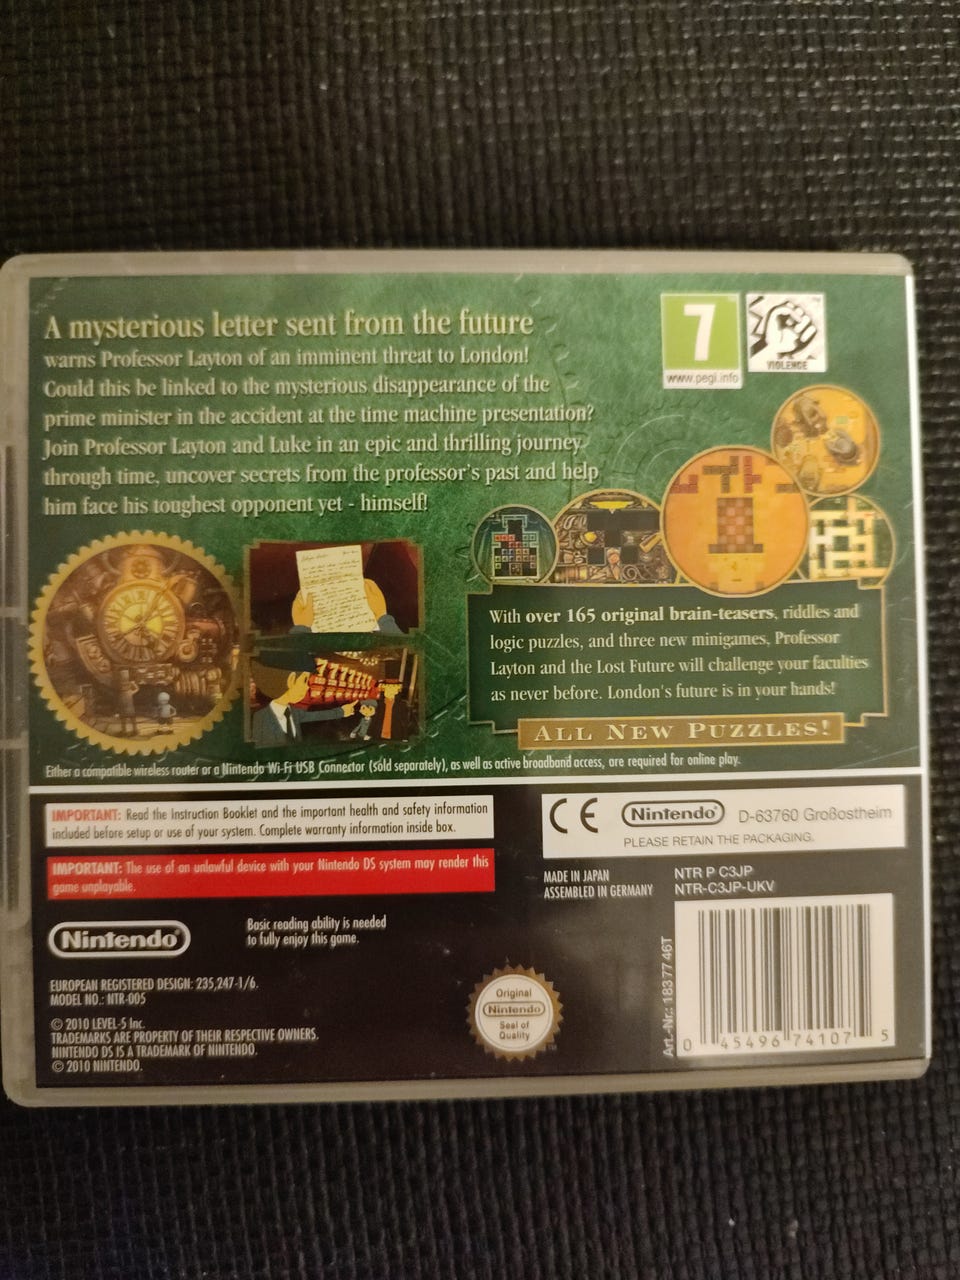 A mysterious letter sent from the future
warns Professor Layton of an imminent threat to London!
Could this be linked to the mysterious disappearance of the
prime minister in the accident at the time machine presentation?
Join Professor Layton and Luke in an epic and thrilling journey
through time, uncover secrets from the professor's past and help
him face his toughest opponent yet - himself!
7
www.pegi.info
VIOLENCE
With over 165 original brain-teasers, riddles and
logic puzzles, and three new minigames, Professor
Layton and the Lost Future will challenge your faculties
as never before. London's future is in your hands!
ALL NEW PUZZLES!
Either a compatible wireless router or a Nintendo Wi-Fi USB Connector (sold separately), as well as active broadband access, are required for online play.
IMPORTANT: Read the Instruction Booklet and the important health and safety information
included before setup or use of your system. Complete warranty information inside box.
IMPORTANT: The use of an unlawful device with your Nintendo DS system may render this
game unplayable.
CE Nintendo D-63760 Großostheim
PLEASE RETAIN THE PACKAGING.
MADE IN JAPAN
ASSEMBLED IN GERMANY
NTR P C3JP
NTR-C3JP-UKV
Nintendo
Basic reading ability is needed
to fully enjoy this game.
EUROPEAN REGISTERED DESIGN: 235,247-1/6.
MODEL NO.: NTR-005
© 2010 LEVEL-5 Inc.
TRADEMARKS ARE PROPERTY OF THEIR RESPECTIVE OWNERS.
NINTENDO DS IS A TRADEMARK OF NINTENDO.
© 2010 NINTENDO.
Original
Nintendo
Seal of
Quality
TM
Art.-Nr.: 1837746T
0 45496 74107 5